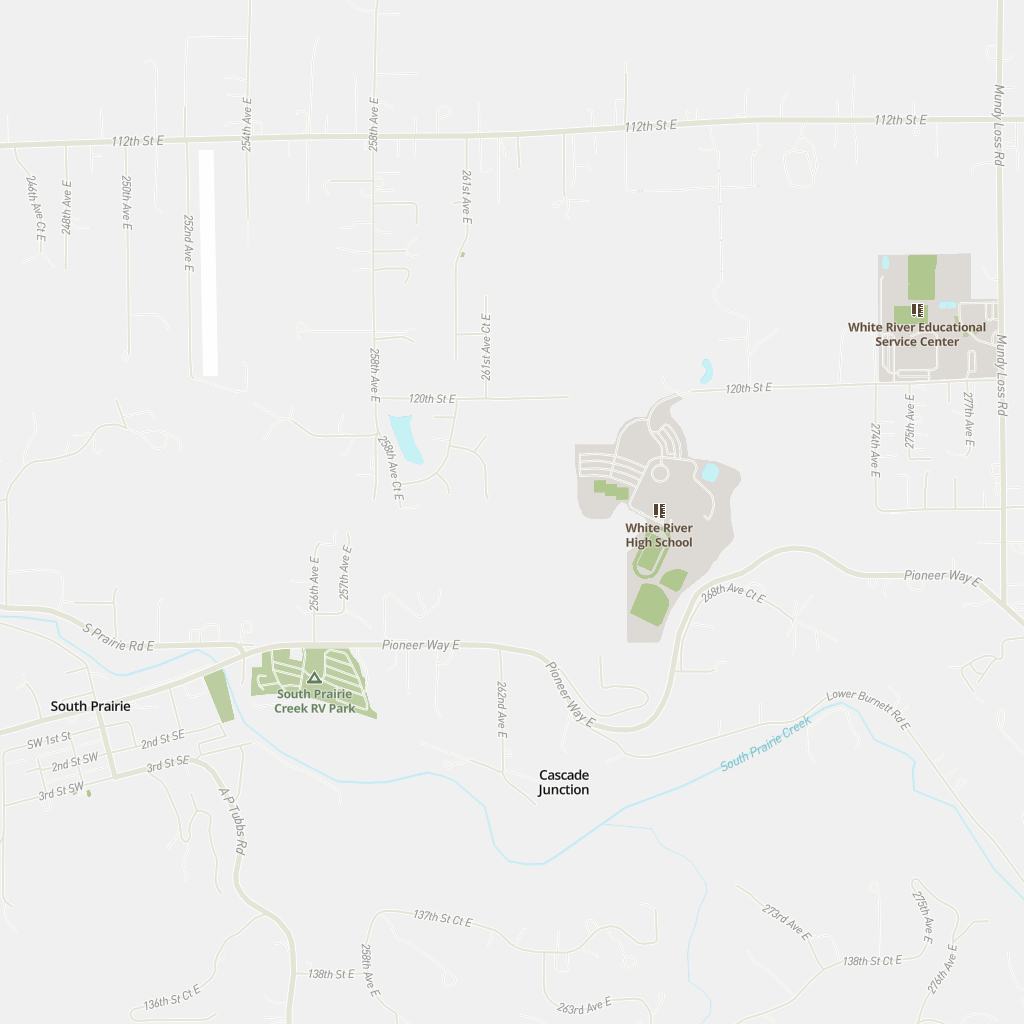 Mundy Loss Rd
254th Ave E
258th Ave E
112th St E
112th St E
112th St E
246th Ave Ct E
248th Ave E
250th Ave E
252nd Ave E
261st Ave E
White River Educational
Service Center
258th Ave E
261st Ave Ct E
Mundy Loss Rd
120th St E
120th St E
274th Ave E
275th Ave E
277th Ave E
258th Ave Ct E
White River
High School
256th Ave E
257th Ave E
268th Ave Ct E
Pioneer Way E
S Prairie Rd E
Pioneer Way E
Pioneer Way E
South Prairie
Creek RV Park
262nd Ave E
South Prairie
Lower Burnett Rd E
South Prairie Creek
SW 1st St
2nd St SE
2nd St SW
3rd St SE
3rd St SW
Cascade
Junction
A P Tubbs Rd
137th St Ct E
273rd Ave E
275th Ave E
258th Ave E
138th St E
138th St Ct E
276th Ave E
136th St Ct E
263rd Ave E